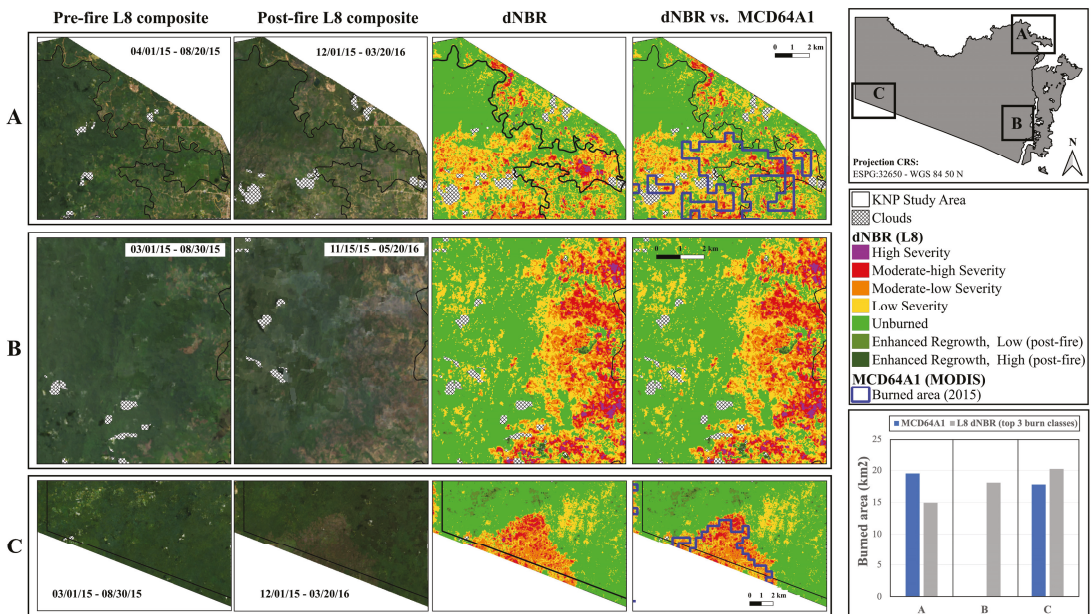 Pre-fire L8 composite
Post-fire L8 composite
dNBR
dNBR vs. MCD64A1
A
04/01/15 - 08/20/15
12/01/15 - 03/20/16
0 1 2 km
B
03/01/15 - 08/30/15
11/15/15 - 05/20/16
0 1 2 km
C
03/01/15 - 08/30/15
12/01/15 - 03/20/16
0 1 2 km
A
C
B
N
Projection CRS:
ESPG:32650 - WGS 84 50 N
KNP Study Area
Clouds
dNBR (L8)
High Severity
Moderate-high Severity
Moderate-low Severity
Low Severity
Unburned
Enhanced Regrowth, Low (post-fire)
Enhanced Regrowth, High (post-fire)
MCD64A1 (MODIS)
Burned area (2015)
MCD64A1 L8 dNBR (top 3 burn classes)
Burned area (km2)
25
20
15
10
5
0
A B C